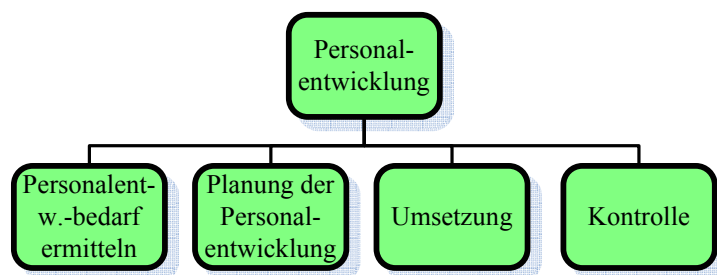 Personal-
entwicklung
Personalent-
w.-bedarf
ermitteln
Planung der
Personal-
entwicklung
Umsetzung
Kontrolle